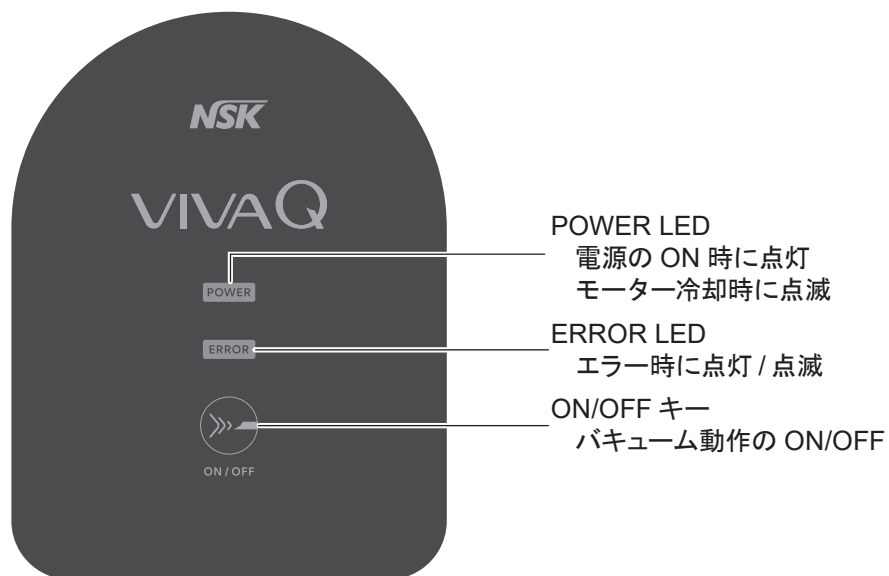 NSK
VIVAQ
POWER
ERROR
ON / OFF
POWER LED
電源の ON 時に点灯
モーター冷却時に点滅
ERROR LED
エラー時に点灯 / 点滅
ON/OFF キー
バキューム動作の ON/OFF